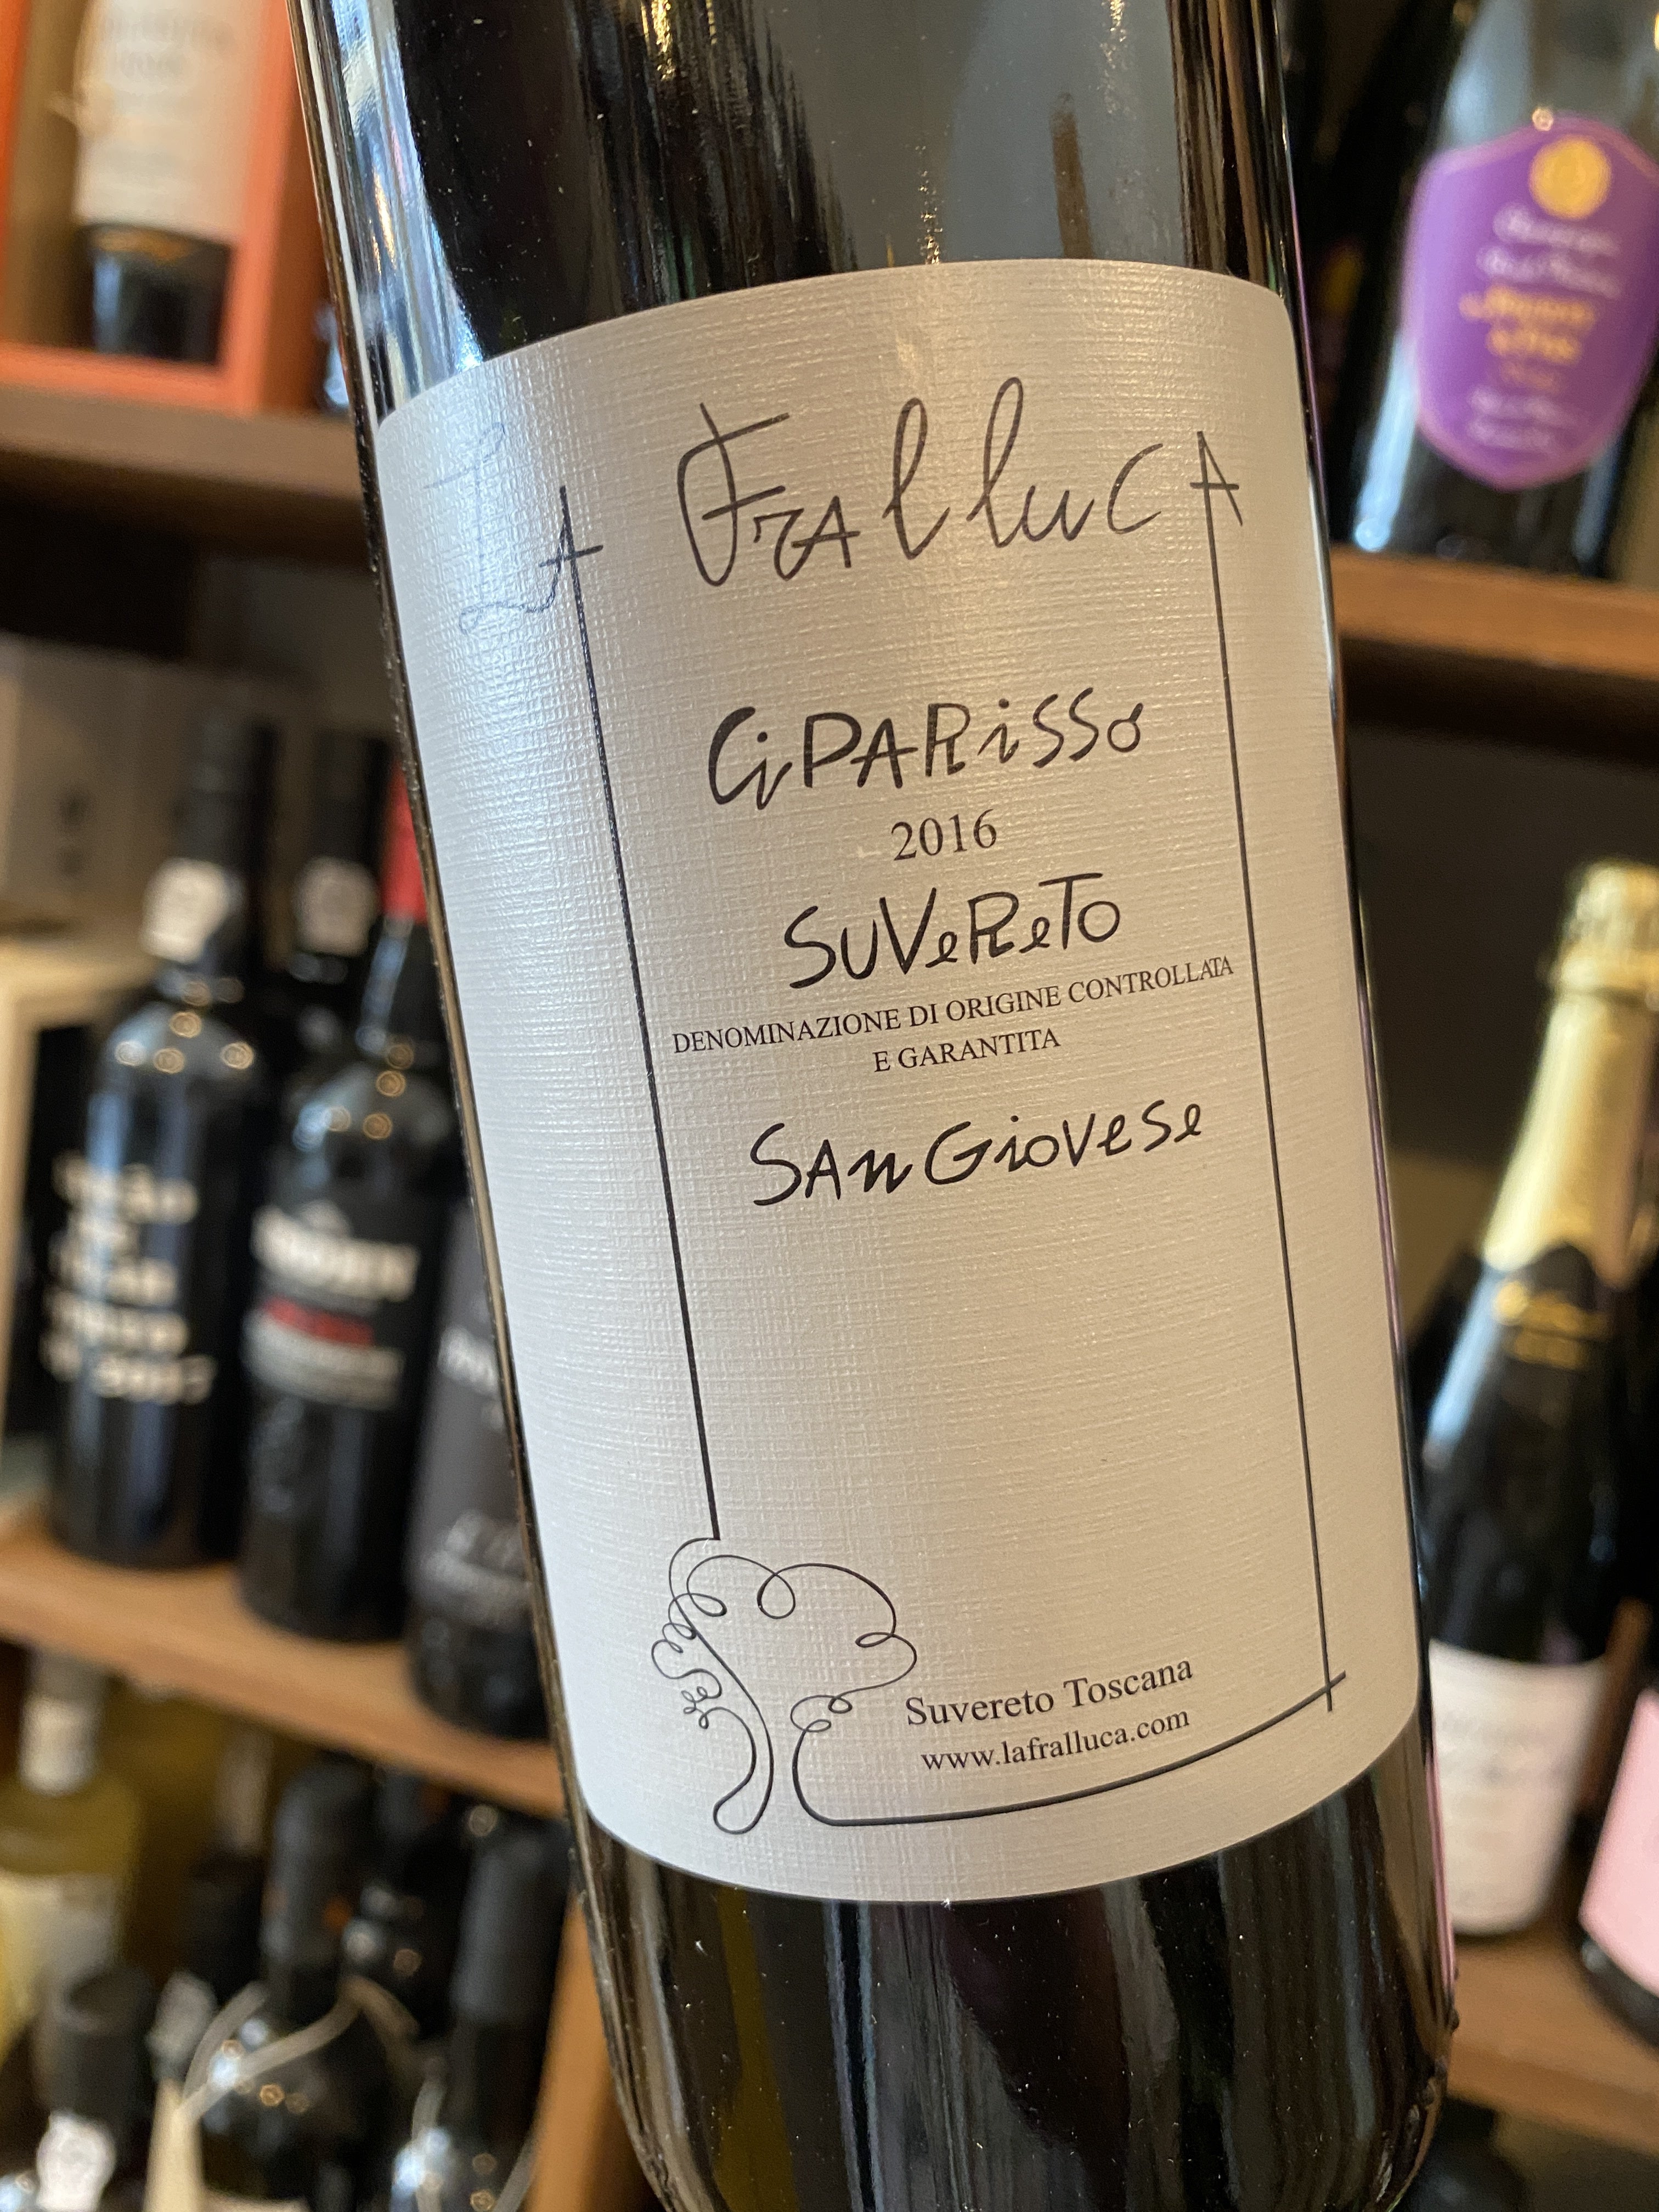 LA FRALLUCA
CiPARiSSo
2016
SUVeReTO
DENOMINAZIONE DI ORIGINE CONTROLLATA
E GARANTITA
SAnGioveSe
Suvereto Toscana
www.lafralluca.com